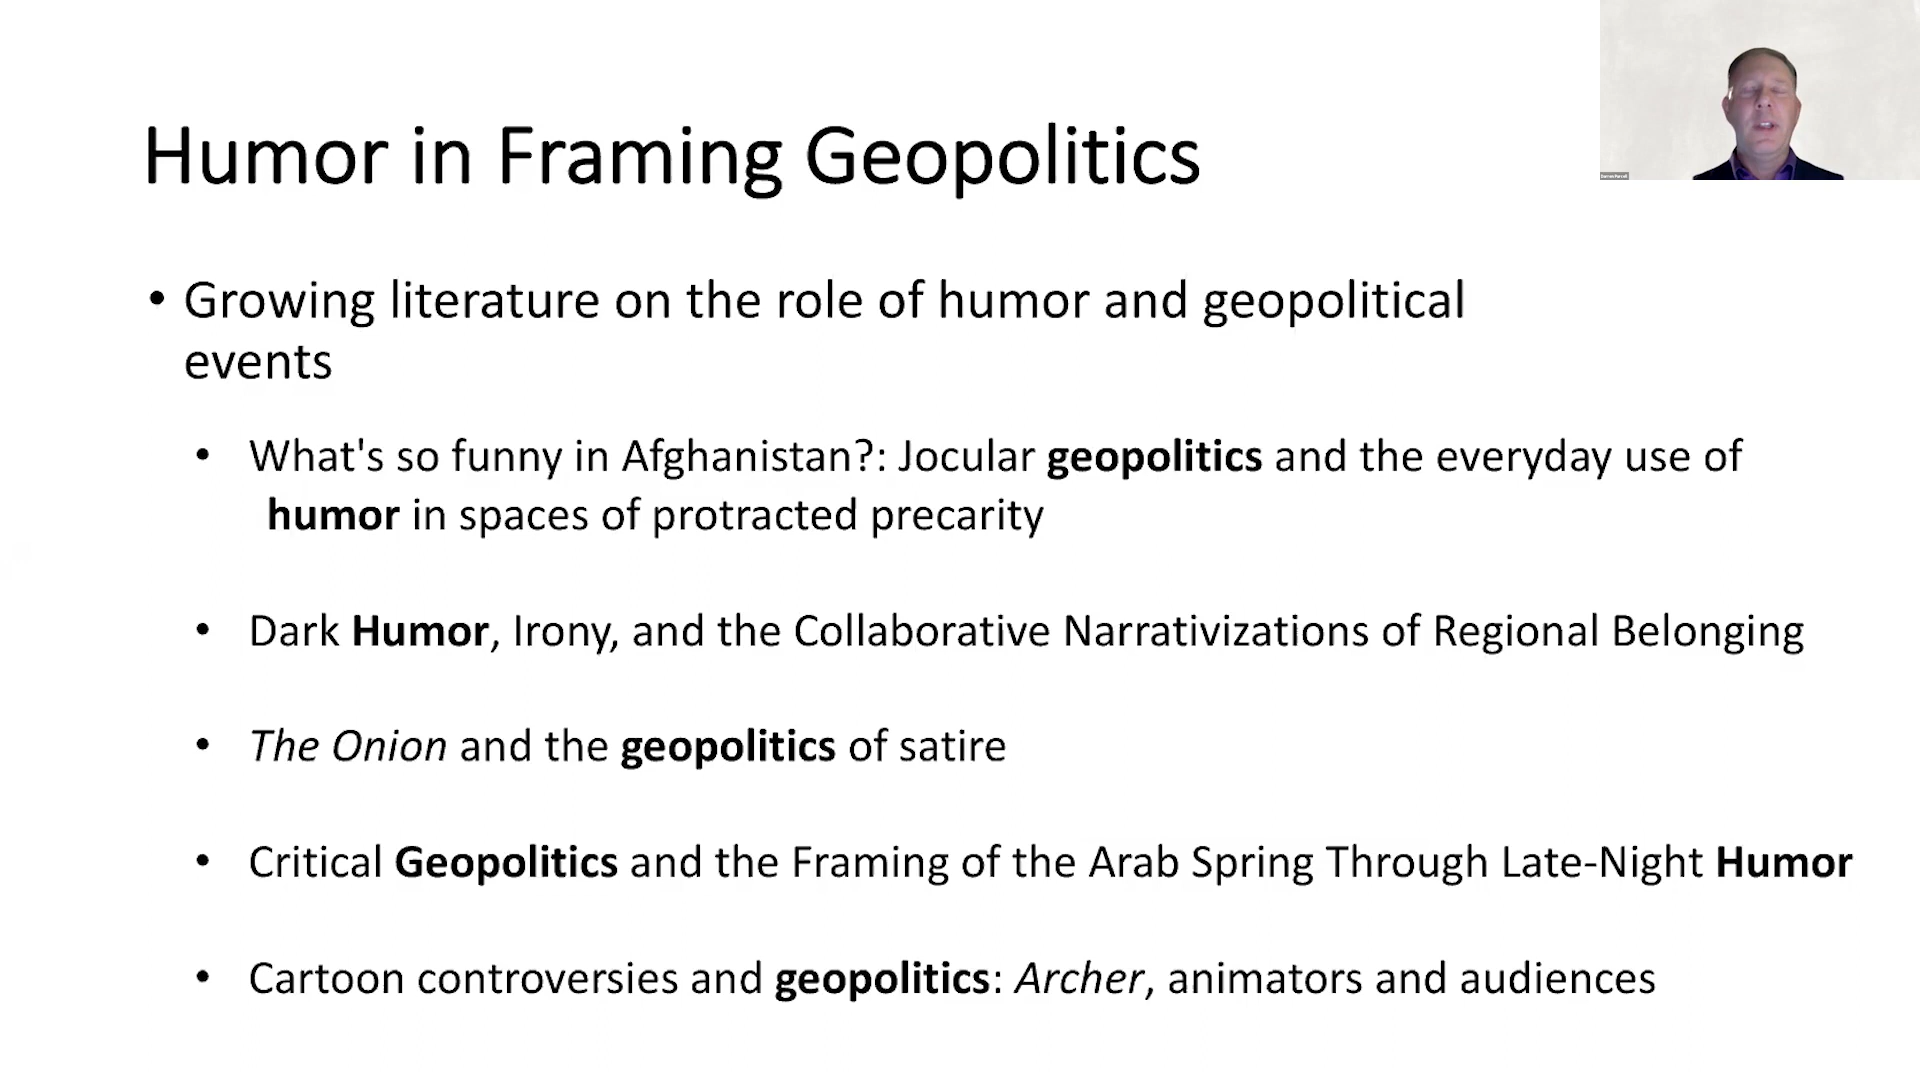 Humor in Framing Geopolitics
• Growing literature on the role of humor and geopolitical
events
• What's so funny in Afghanistan?: Jocular geopolitics and the everyday use of
humor in spaces of protracted precarity
• Dark Humor, Irony, and the Collaborative Narrativizations of Regional Belonging
• The Onion and the geopolitics of satire
• Critical Geopolitics and the Framing of the Arab Spring Through Late-Night Humor
• Cartoon controversies and geopolitics: Archer, animators and audiences